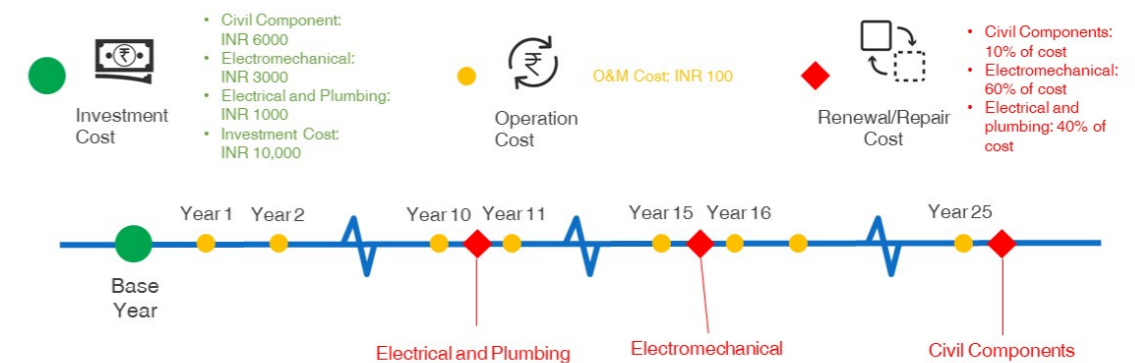 Investment
Cost
• Civil Component:
INR 6000
• Electromechanical:
INR 3000
• Electrical and Plumbing:
INR 1000
• Investment Cost:
INR 10,000
₹
Operation
Cost
O&M Cost: INR 100
Renewal/Repair
Cost
• Civil Components:
10% of cost
• Electromechanical:
60% of cost
• Electrical and
plumbing: 40% of
cost
Year 1
Year 2
Year 10
Year 11
Year 15
Year 16
Year 25
Base
Year
Electrical and Plumbing
Electromechanical
Civil Components